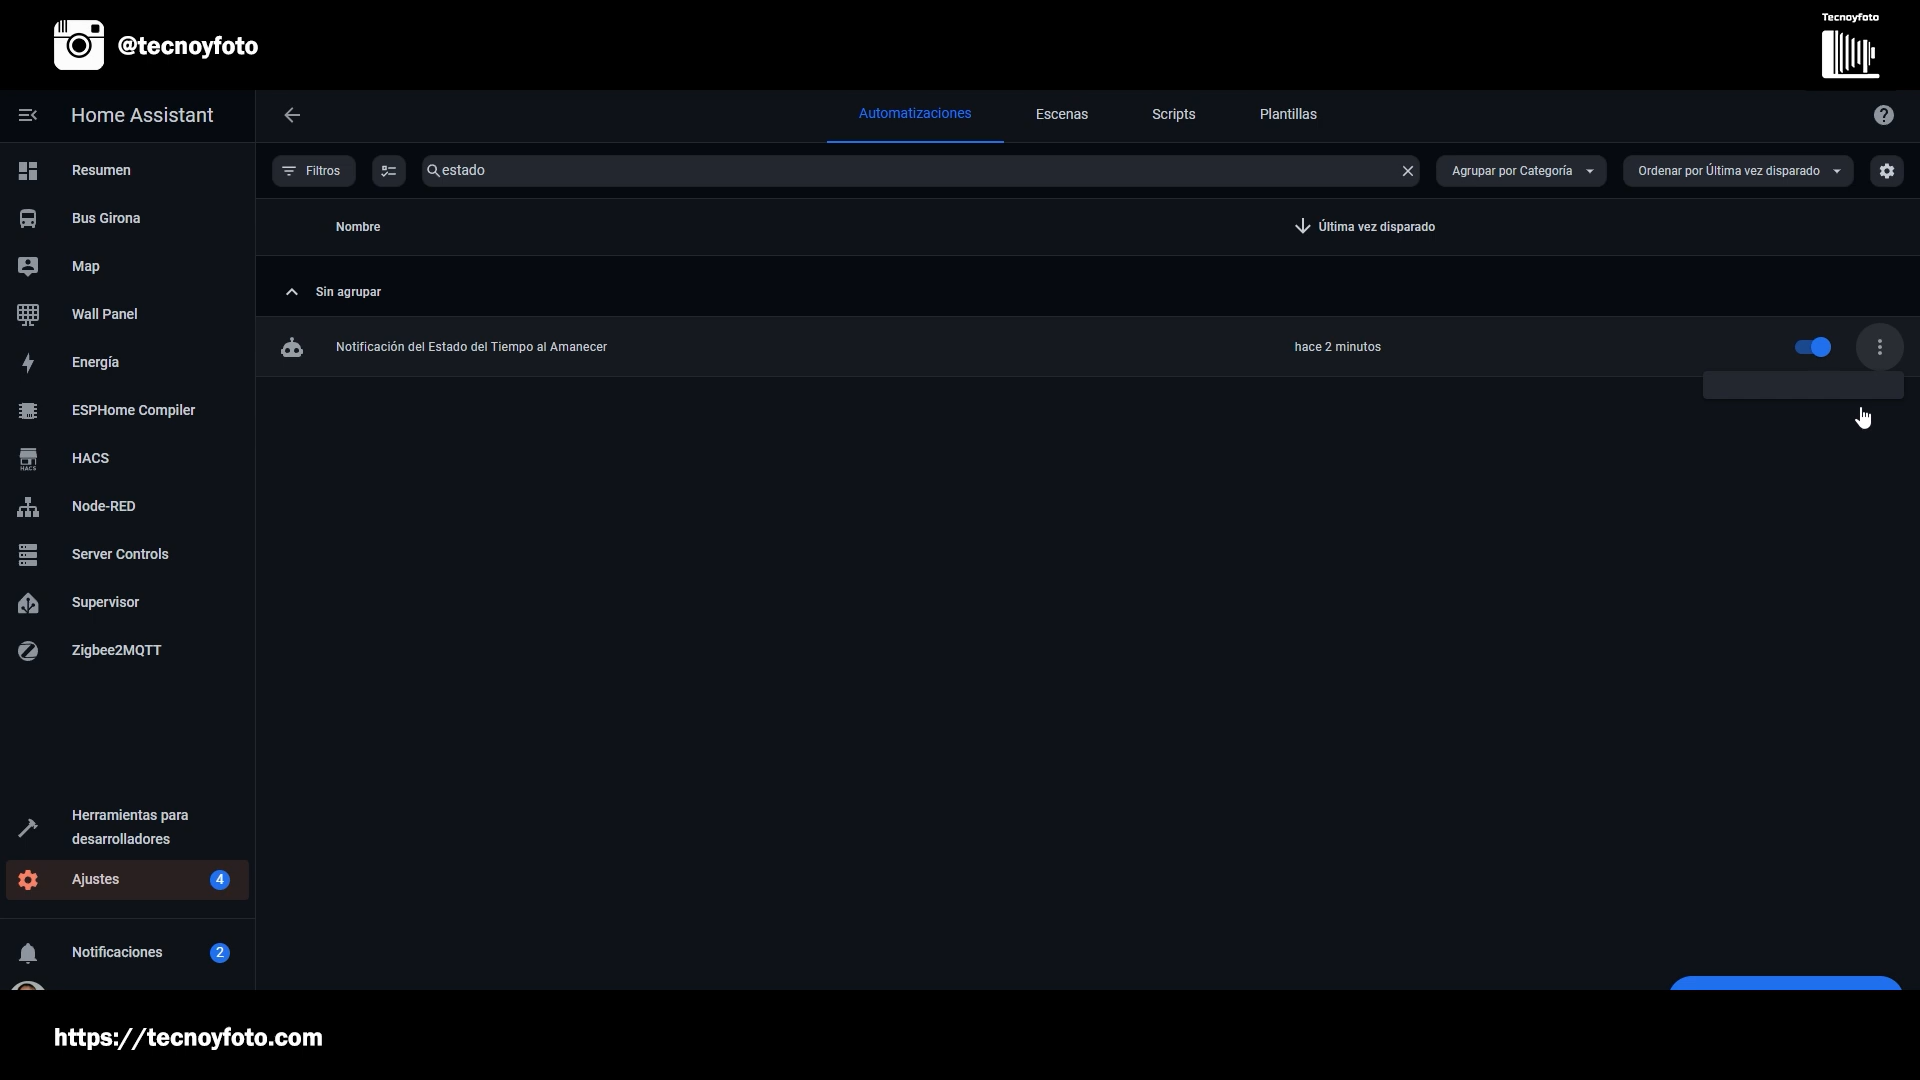 @tecnoyfoto
Tecnoyfoto
Home Assistant
Automatizaciones
Escenas
Scripts
Plantillas
Resumen
Bus Girona
Map
Wall Panel
Energía
ESPHome Compiler
HACS
HACS
Node-RED
Server Controls
Supervisor
Zigbee2MQTT
Herramientas para
desarrolladores
Ajustes 4
Notificaciones 2
Filtros
estado
Agrupar por Categoría
Ordenar por Última vez disparado
Nombre
Última vez disparado
Sin agrupar
Notificación del Estado del Tiempo al Amanecer
hace 2 minutos
https://tecnoyfoto.com